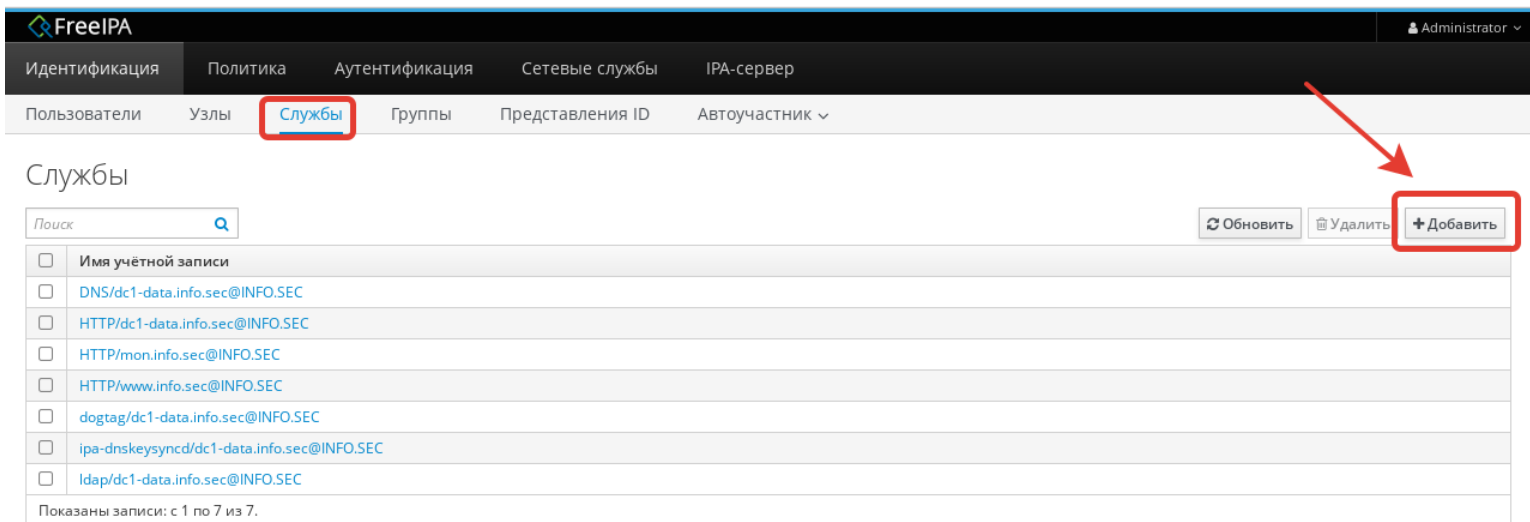 FreeIPA Administrator
Идентификация Политика Аутентификация Сетевые службы IPA-сервер
Пользователи Узлы Службы Группы Представления ID Автоучастник
Службы
Поиск Обновить Удалить Добавить
Имя учётной записи
DNS/dc1-data.info.sec@INFO.SEC
HTTP/dc1-data.info.sec@INFO.SEC
HTTP/mon.info.sec@INFO.SEC
HTTP/www.info.sec@INFO.SEC
dogtag/dc1-data.info.sec@INFO.SEC
ipa-dnskeysyncd/dc1-data.info.sec@INFO.SEC
ldap/dc1-data.info.sec@INFO.SEC
Показаны записи: с 1 по 7 из 7.